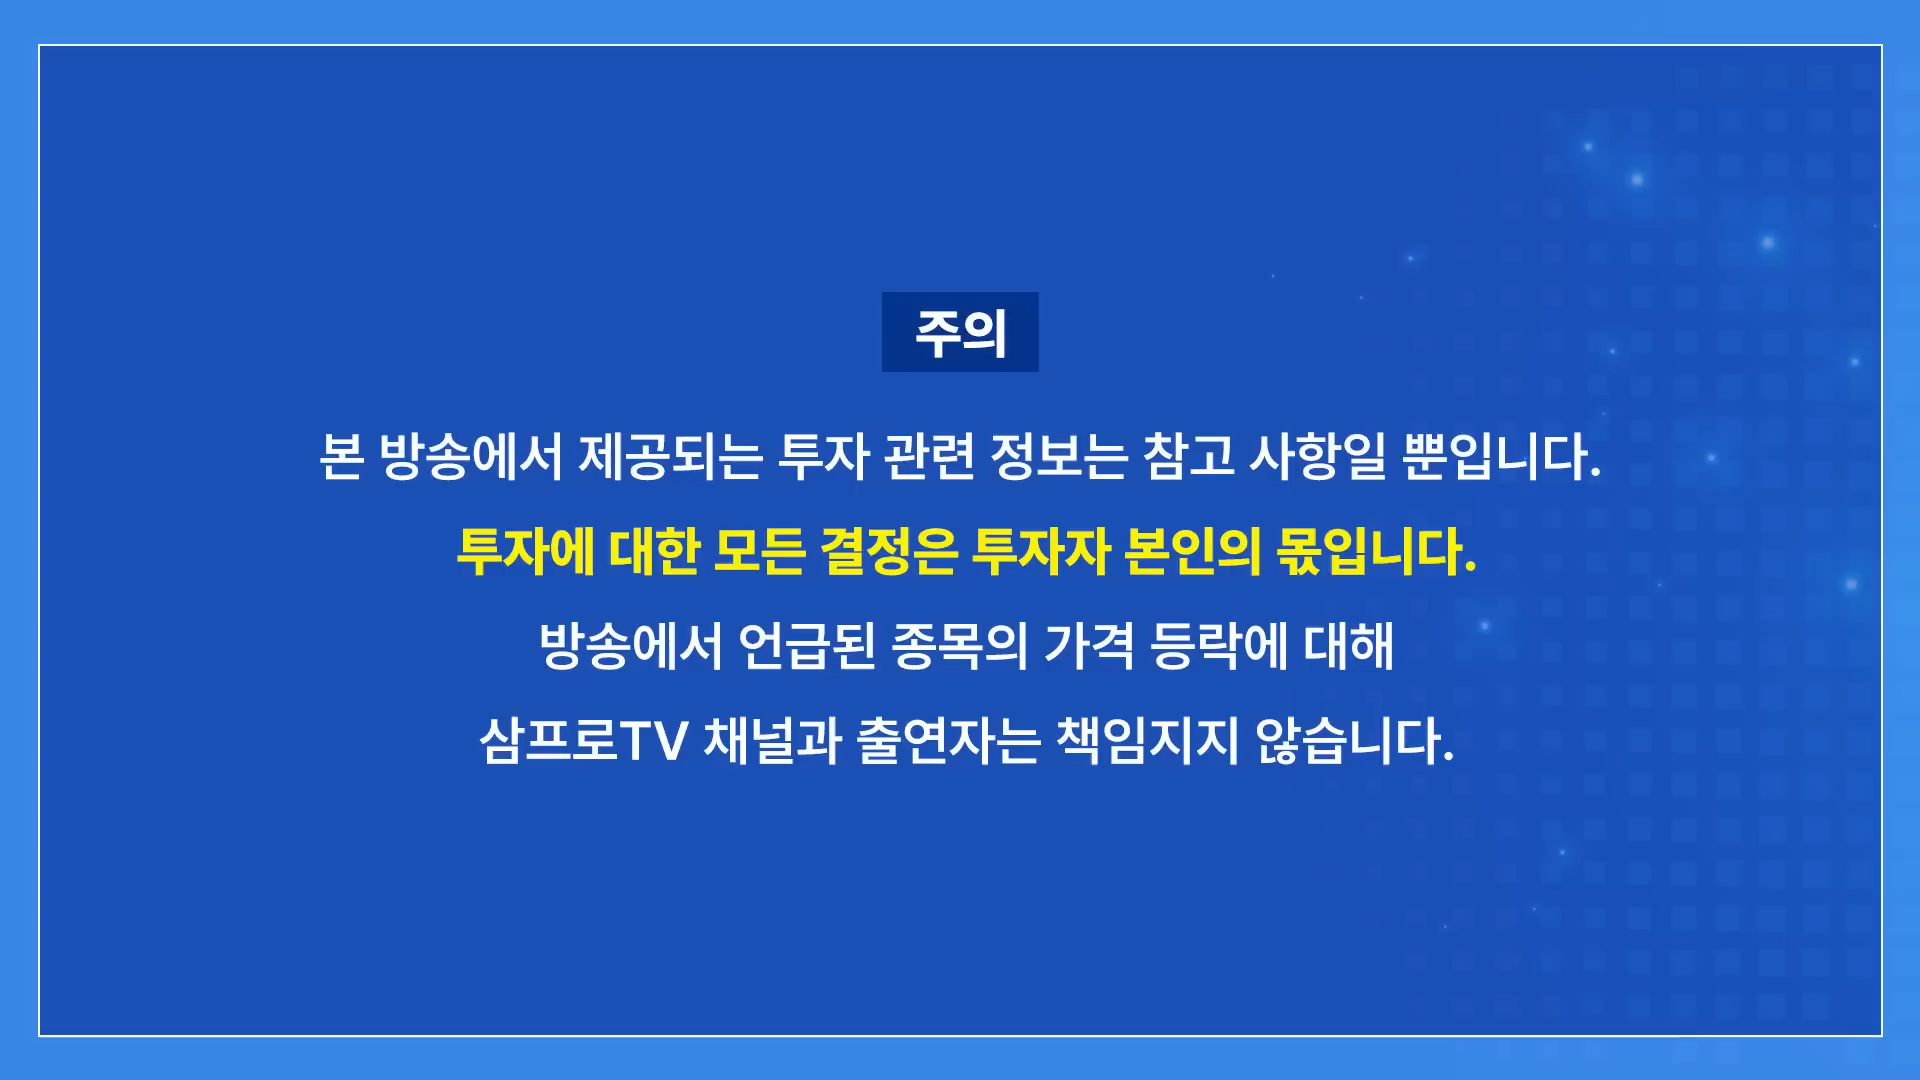 주의
본 방송에서 제공되는 투자 관련 정보는 참고 사항일 뿐입니다.
투자에 대한 모든 결정은 투자자 본인의 몫입니다.
방송에서 언급된 종목의 가격 등락에 대해
삼프로TV 채널과 출연자는 책임지지 않습니다.